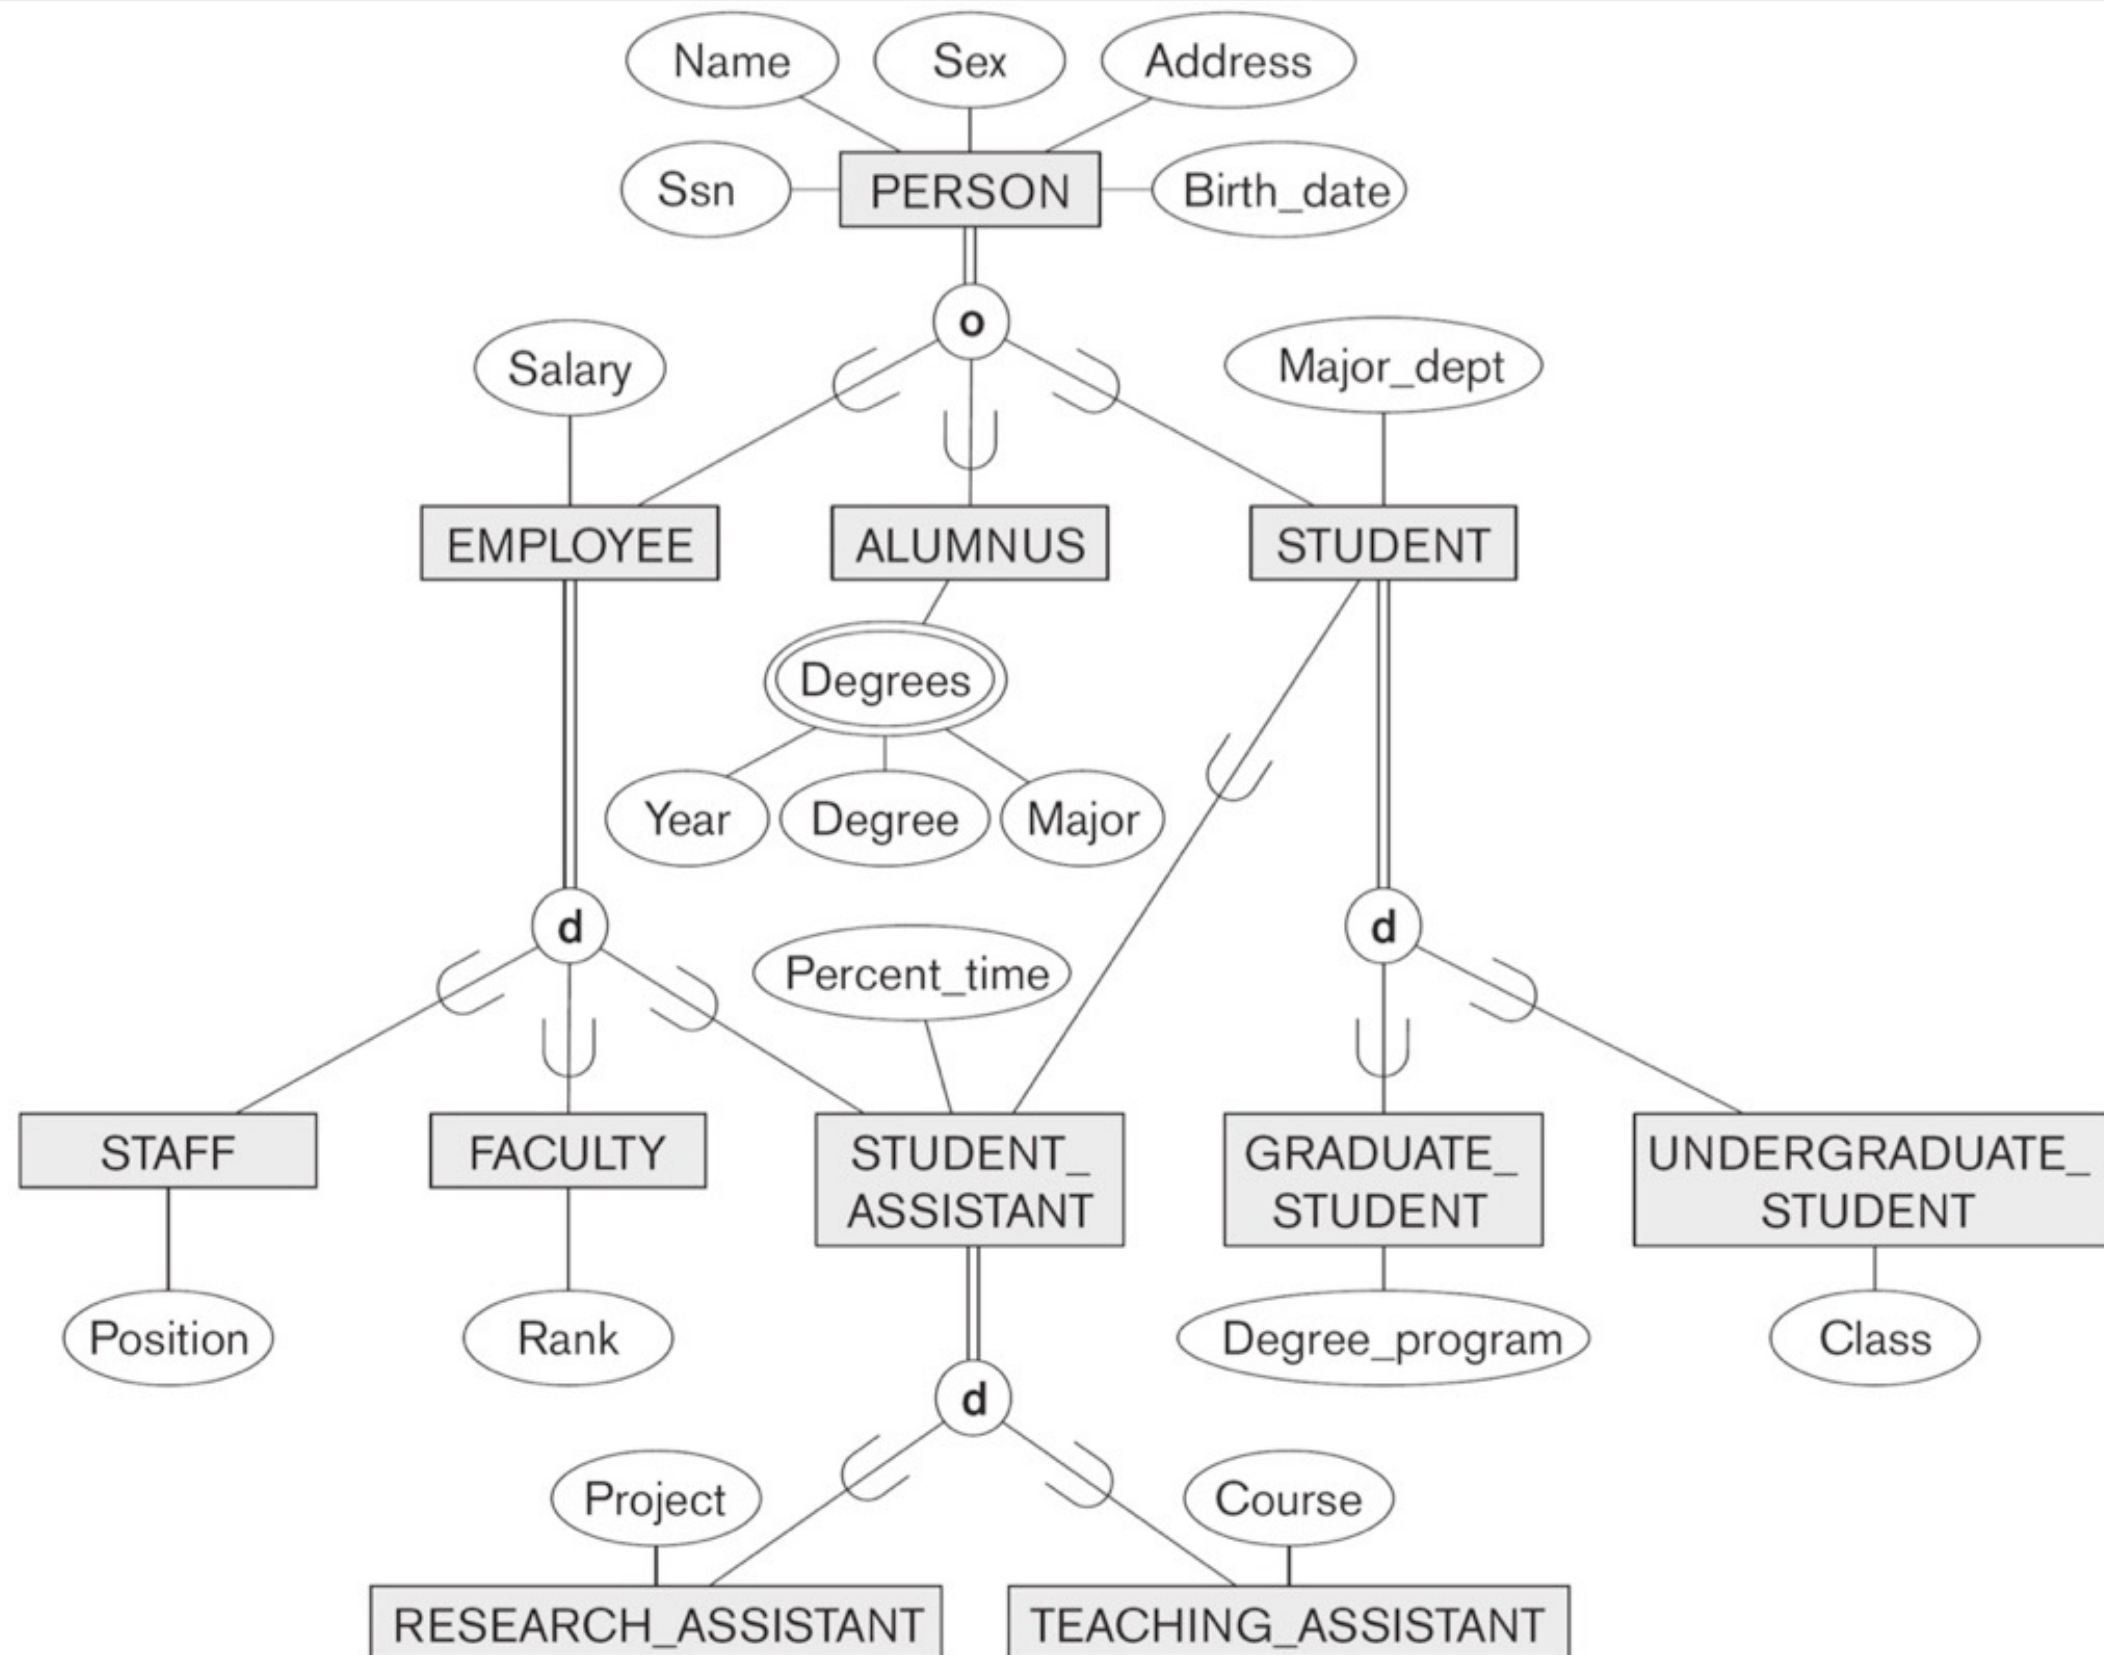 Name
Sex
Address
Ssn
PERSON
Birth_date
o
Salary
Major_dept
EMPLOYEE
ALUMNUS
STUDENT
Degrees
Year
Degree
Major
d
d
Percent_time
STAFF
FACULTY
STUDENT_
ASSISTANT
GRADUATE_
STUDENT
UNDERGRADUATE_
STUDENT
Position
Rank
Degree_program
Class
d
Project
Course
RESEARCH_ASSISTANT
TEACHING_ASSISTANT